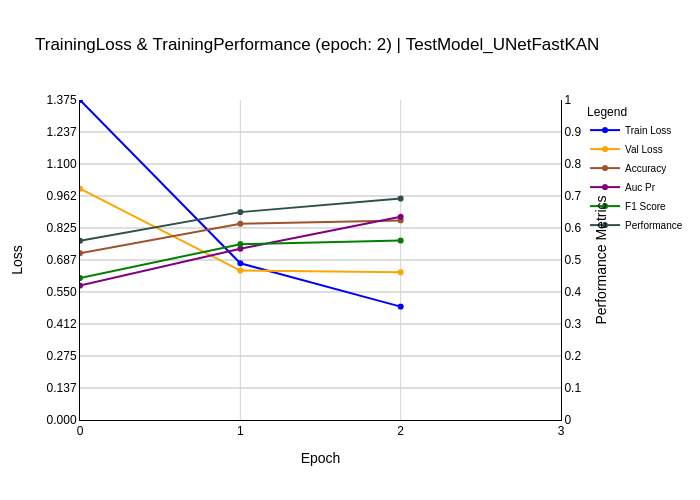 TrainingLoss & TrainingPerformance (epoch: 2) | TestModel_UNetFastKAN
1.375
1.237
1.100
0.962
0.825
0.687
0.550
0.412
0.275
0.137
0.000
Loss
0
1
2
3
Epoch
1
0.9
0.8
0.7
0.6
0.5
0.4
0.3
0.2
0.1
0
Performance Metrics
Legend
Train Loss
Val Loss
Accuracy
Auc Pr
F1 Score
Performance